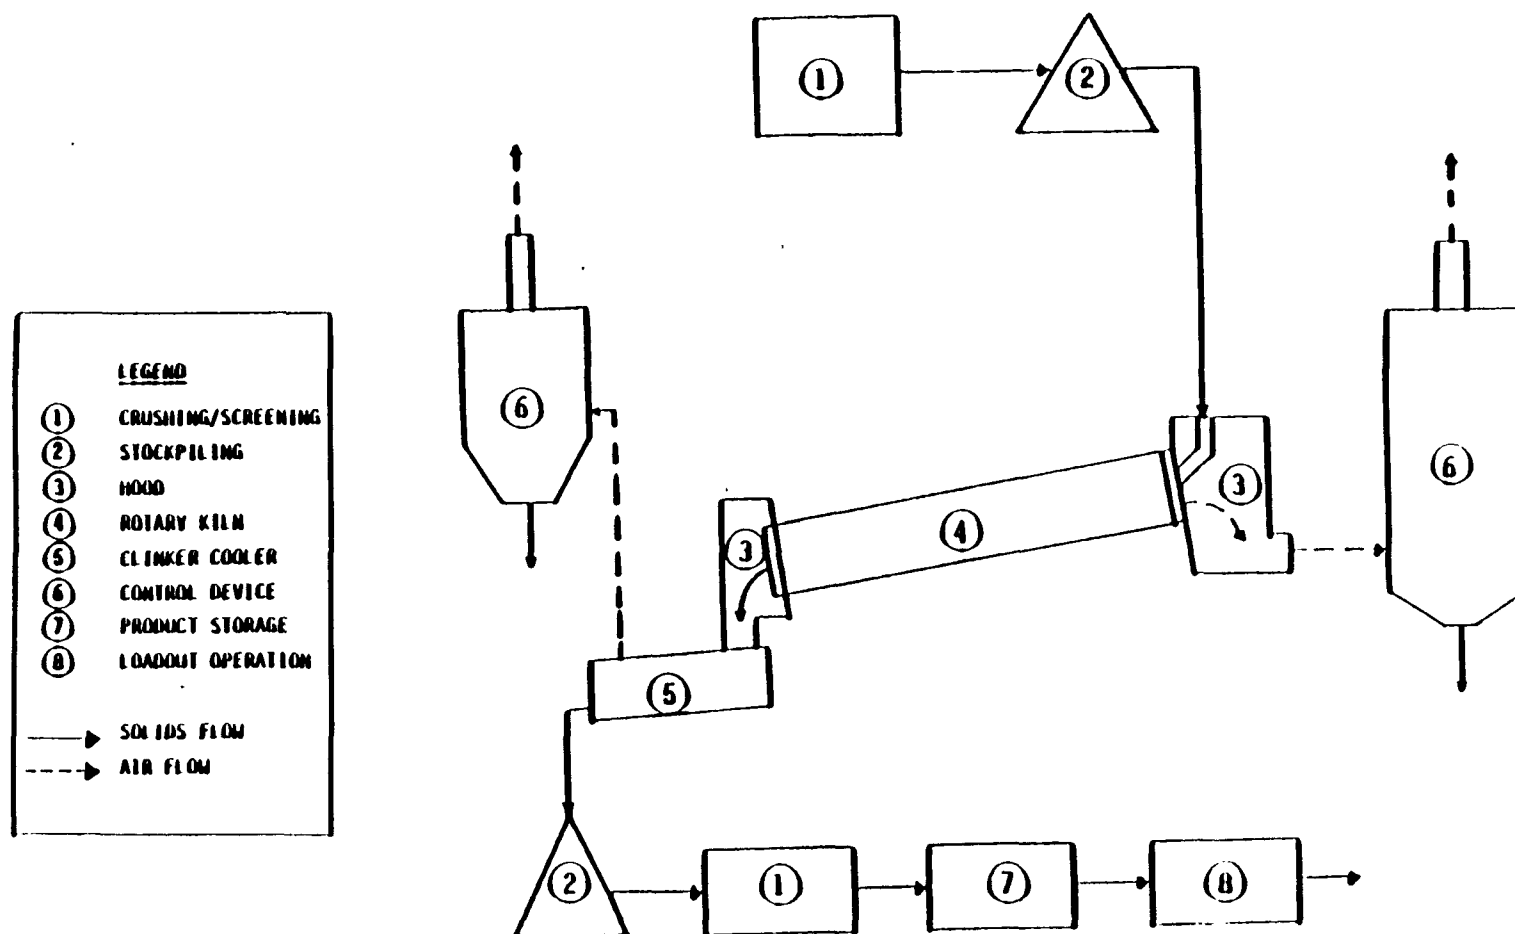 1
2
6
LEGEND
1 CRUSHING/SCREENING
2 STOCKPILING
3 HOOD
4 ROTARY KILN
5 CLINKER COOLER
6 CONTROL DEVICE
7 PRODUCT STORAGE
8 LOADOUT OPERATION
SOLIDS FLOW
AIR FLOW
3
6
4
3
5
2
1
7
8